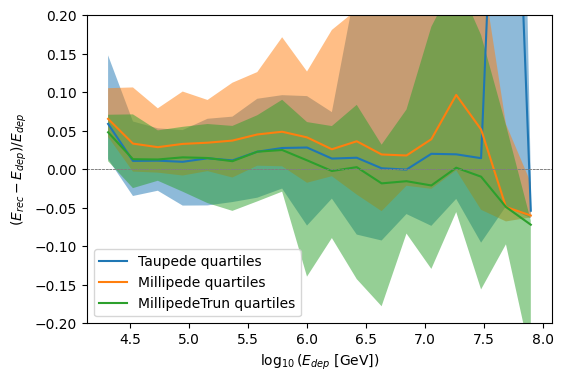 0.20
0.15
0.10
0.05
0.00
−0.05
−0.10
−0.15
−0.20
(E_rec − E_dep)/E_dep
Taupede quartiles
Millipede quartiles
MillipedeTrun quartiles
4.5 5.0 5.5 6.0 6.5 7.0 7.5 8.0
log₁₀ (E_dep [GeV])